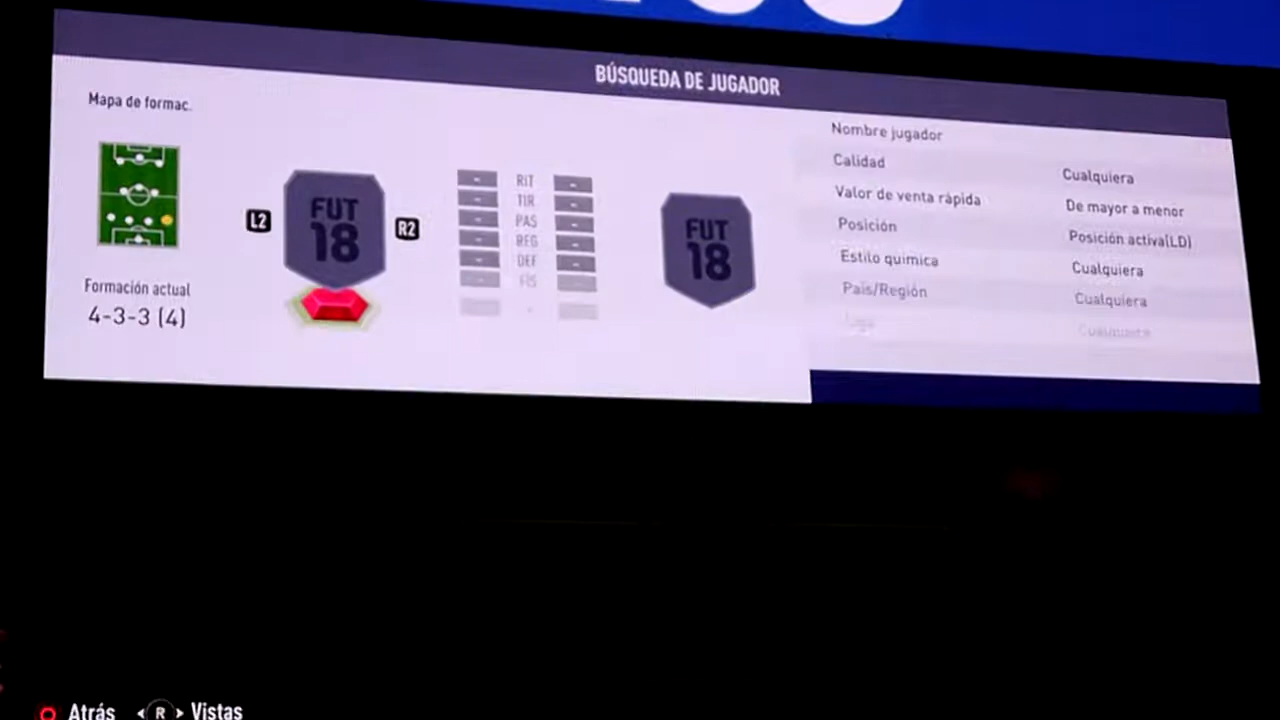 BÚSQUEDA DE JUGADOR
Mapa de formac.
Formación actual
4-3-3 (4)
L2
FUT
18
R2
- RIT -
- TIR -
- PAS -
- REG -
- DEF -
- FIS -
-
FUT
18
Nombre jugador
Calidad Cualquiera
Valor de venta rápida De mayor a menor
Posición Posición activa(LD)
Estilo química Cualquiera
País/Región Cualquiera
Cualquiera
Atrás R Vistas